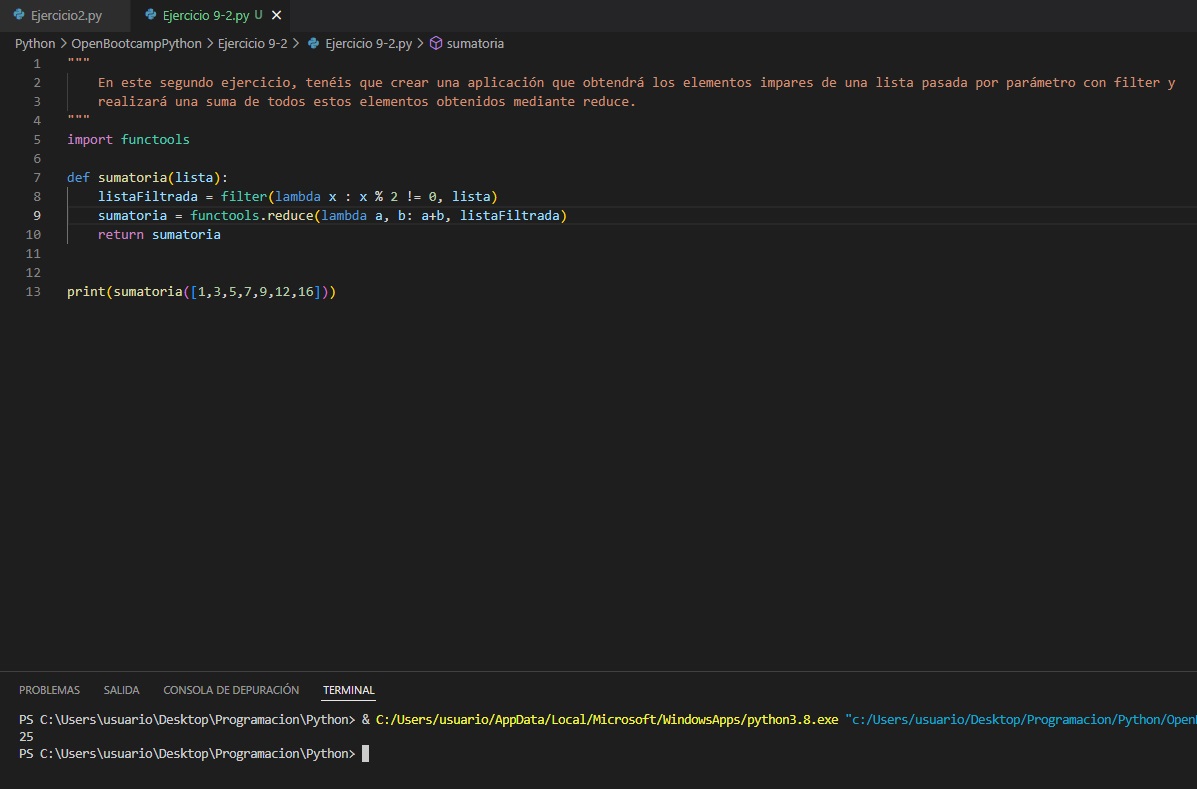 Ejercicio2.py Ejercicio 9-2.py U
Python > OpenBootcampPython > Ejercicio 9-2 > Ejercicio 9-2.py > sumatoria
1 """
2 En este segundo ejercicio, tenéis que crear una aplicación que obtendrá los elementos impares de una lista pasada por parámetro con filter y
3 realizará una suma de todos estos elementos obtenidos mediante reduce.
4 """
5 import functools
6
7 def sumatoria(lista):
8 listaFiltrada = filter(lambda x : x % 2 != 0, lista)
9 sumatoria = functools.reduce(lambda a, b: a+b, listaFiltrada)
10 return sumatoria
11
12
13 print(sumatoria([1,3,5,7,9,12,16]))
PROBLEMAS SALIDA CONSOLA DE DEPURACIÓN TERMINAL
PS C:\Users\usuario\Desktop\Programacion\Python> & C:/Users/usuario/AppData/Local/Microsoft/WindowsApps/python3.8.exe "c:/Users/usuario/Desktop/Programacion/Python/Open
25
PS C:\Users\usuario\Desktop\Programacion\Python>